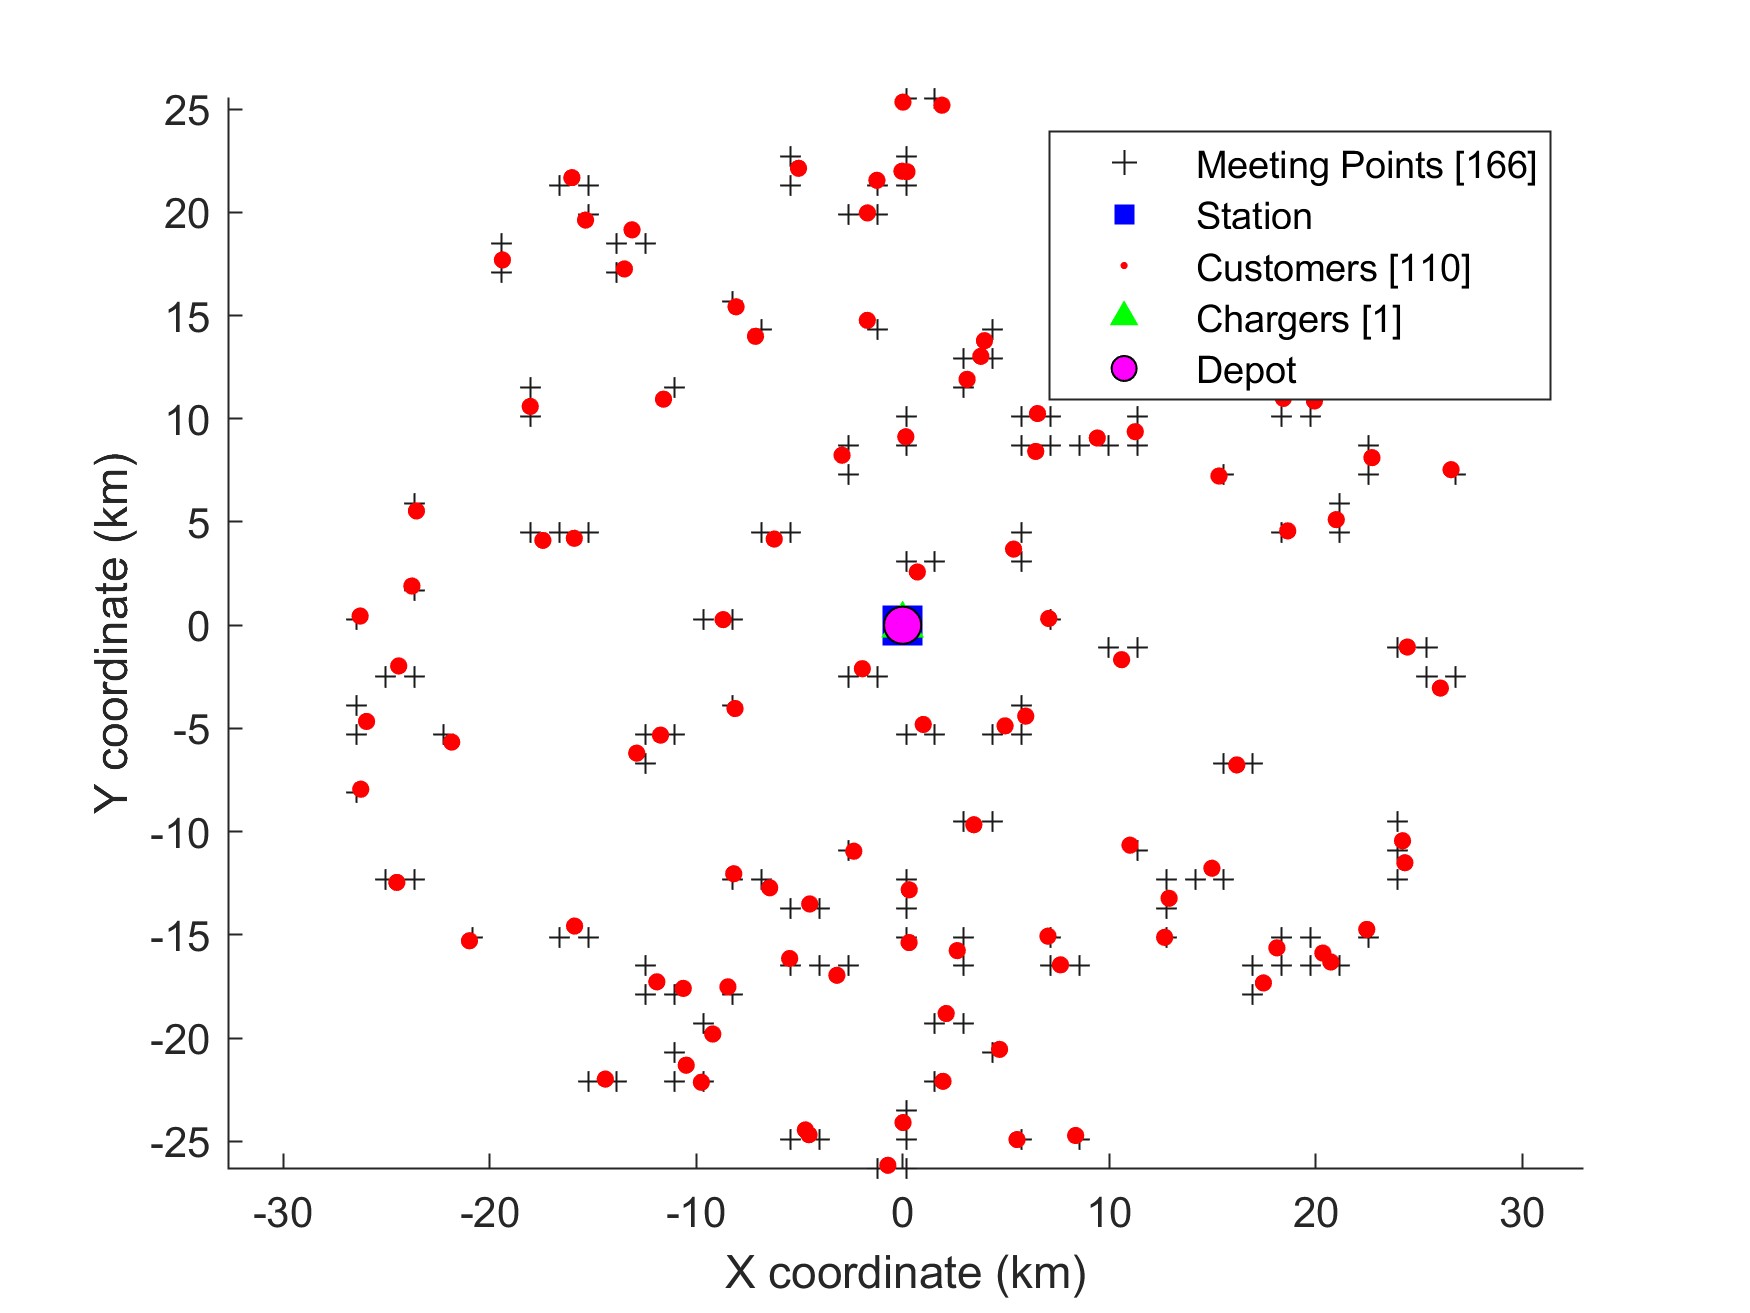 25
20
15
10
5
0
-5
-10
-15
-20
-25
Y coordinate (km)
Meeting Points [166]
Station
Customers [110]
Chargers [1]
Depot
-30 -20 -10 0 10 20 30
X coordinate (km)